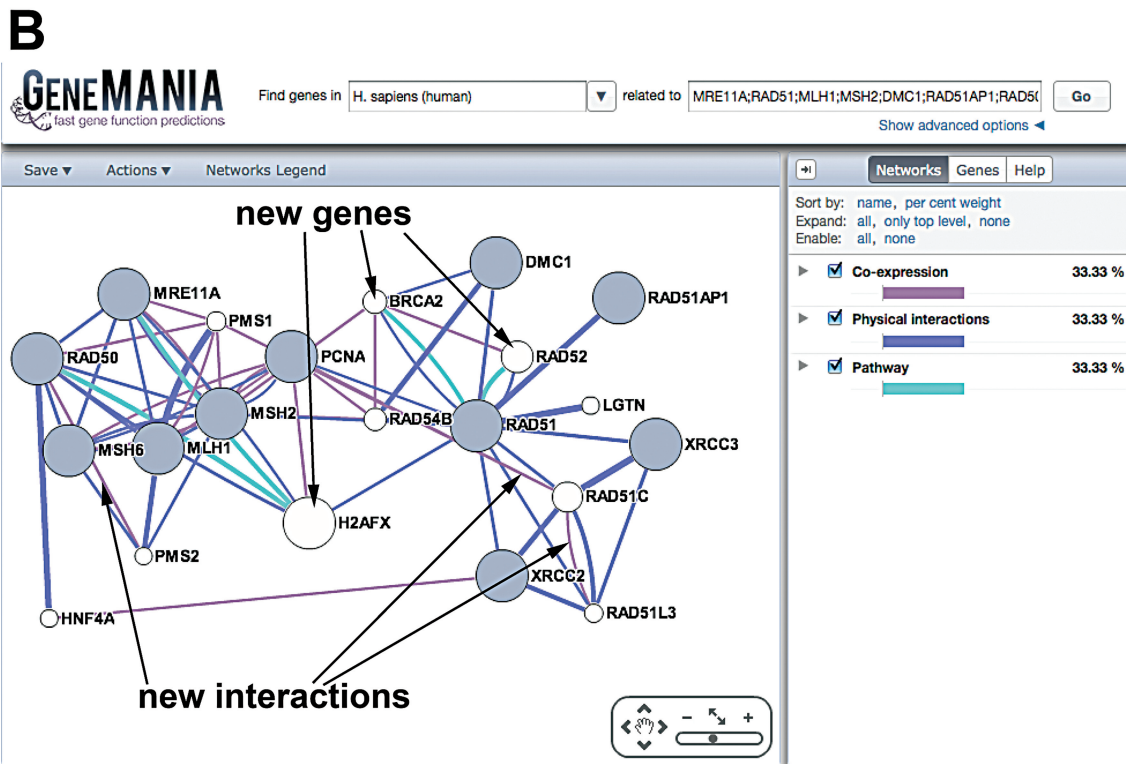 B
GENEMANIA
fast gene function predictions
Find genes in H. sapiens (human) related to MRE11A;RAD51;MLH1;MSH2;DMC1;RAD51AP1;RAD50 Go
Show advanced options
Save Actions Networks Legend
Networks Genes Help
Sort by: name, per cent weight
Expand: all, only top level, none
Enable: all, none
Co-expression 33.33 %
Physical interactions 33.33 %
Pathway 33.33 %
new genes
DMC1
MRE11A
BRCA2
RAD51AP1
PMS1
RAD50
PCNA
RAD52
LGTN
MSH2
RAD54B
RAD51
XRCC3
MSH6
MLH1
RAD51C
H2AFX
PMS2
XRCC2
HNF4A
RAD51L3
new interactions